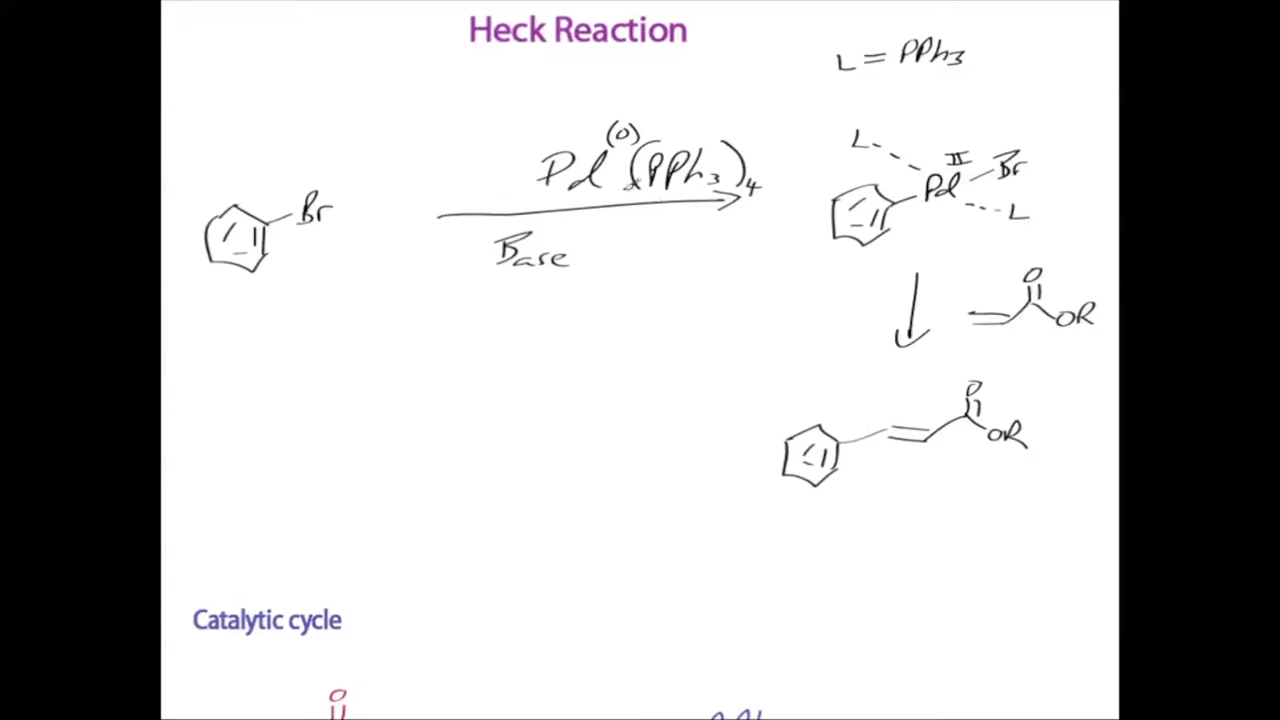 Heck Reaction
L = PPh3
Pd(0)(PPh3)4
Base
Br
L
Pd II Br
L
O
OR
O
OR
Catalytic cycle
O